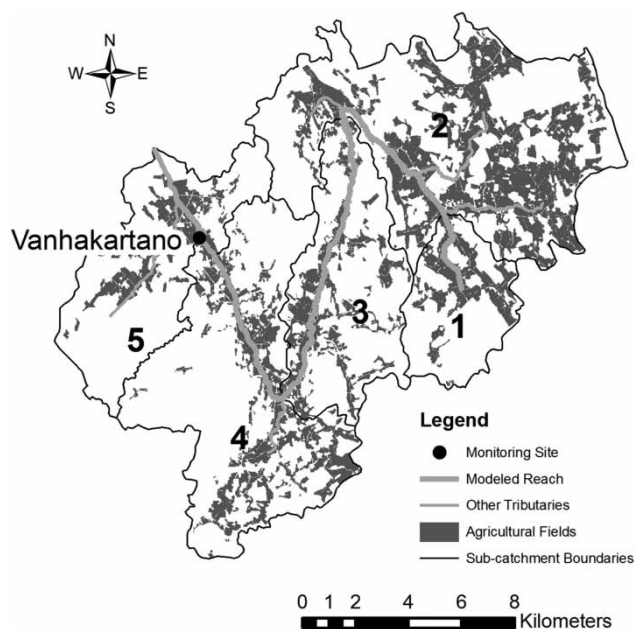 N
W E
S
2
Vanhakartano
3
1
5
4
Legend
Monitoring Site
Modeled Reach
Other Tributaries
Agricultural Fields
Sub-catchment Boundaries
0 1 2 4 6 8
Kilometers